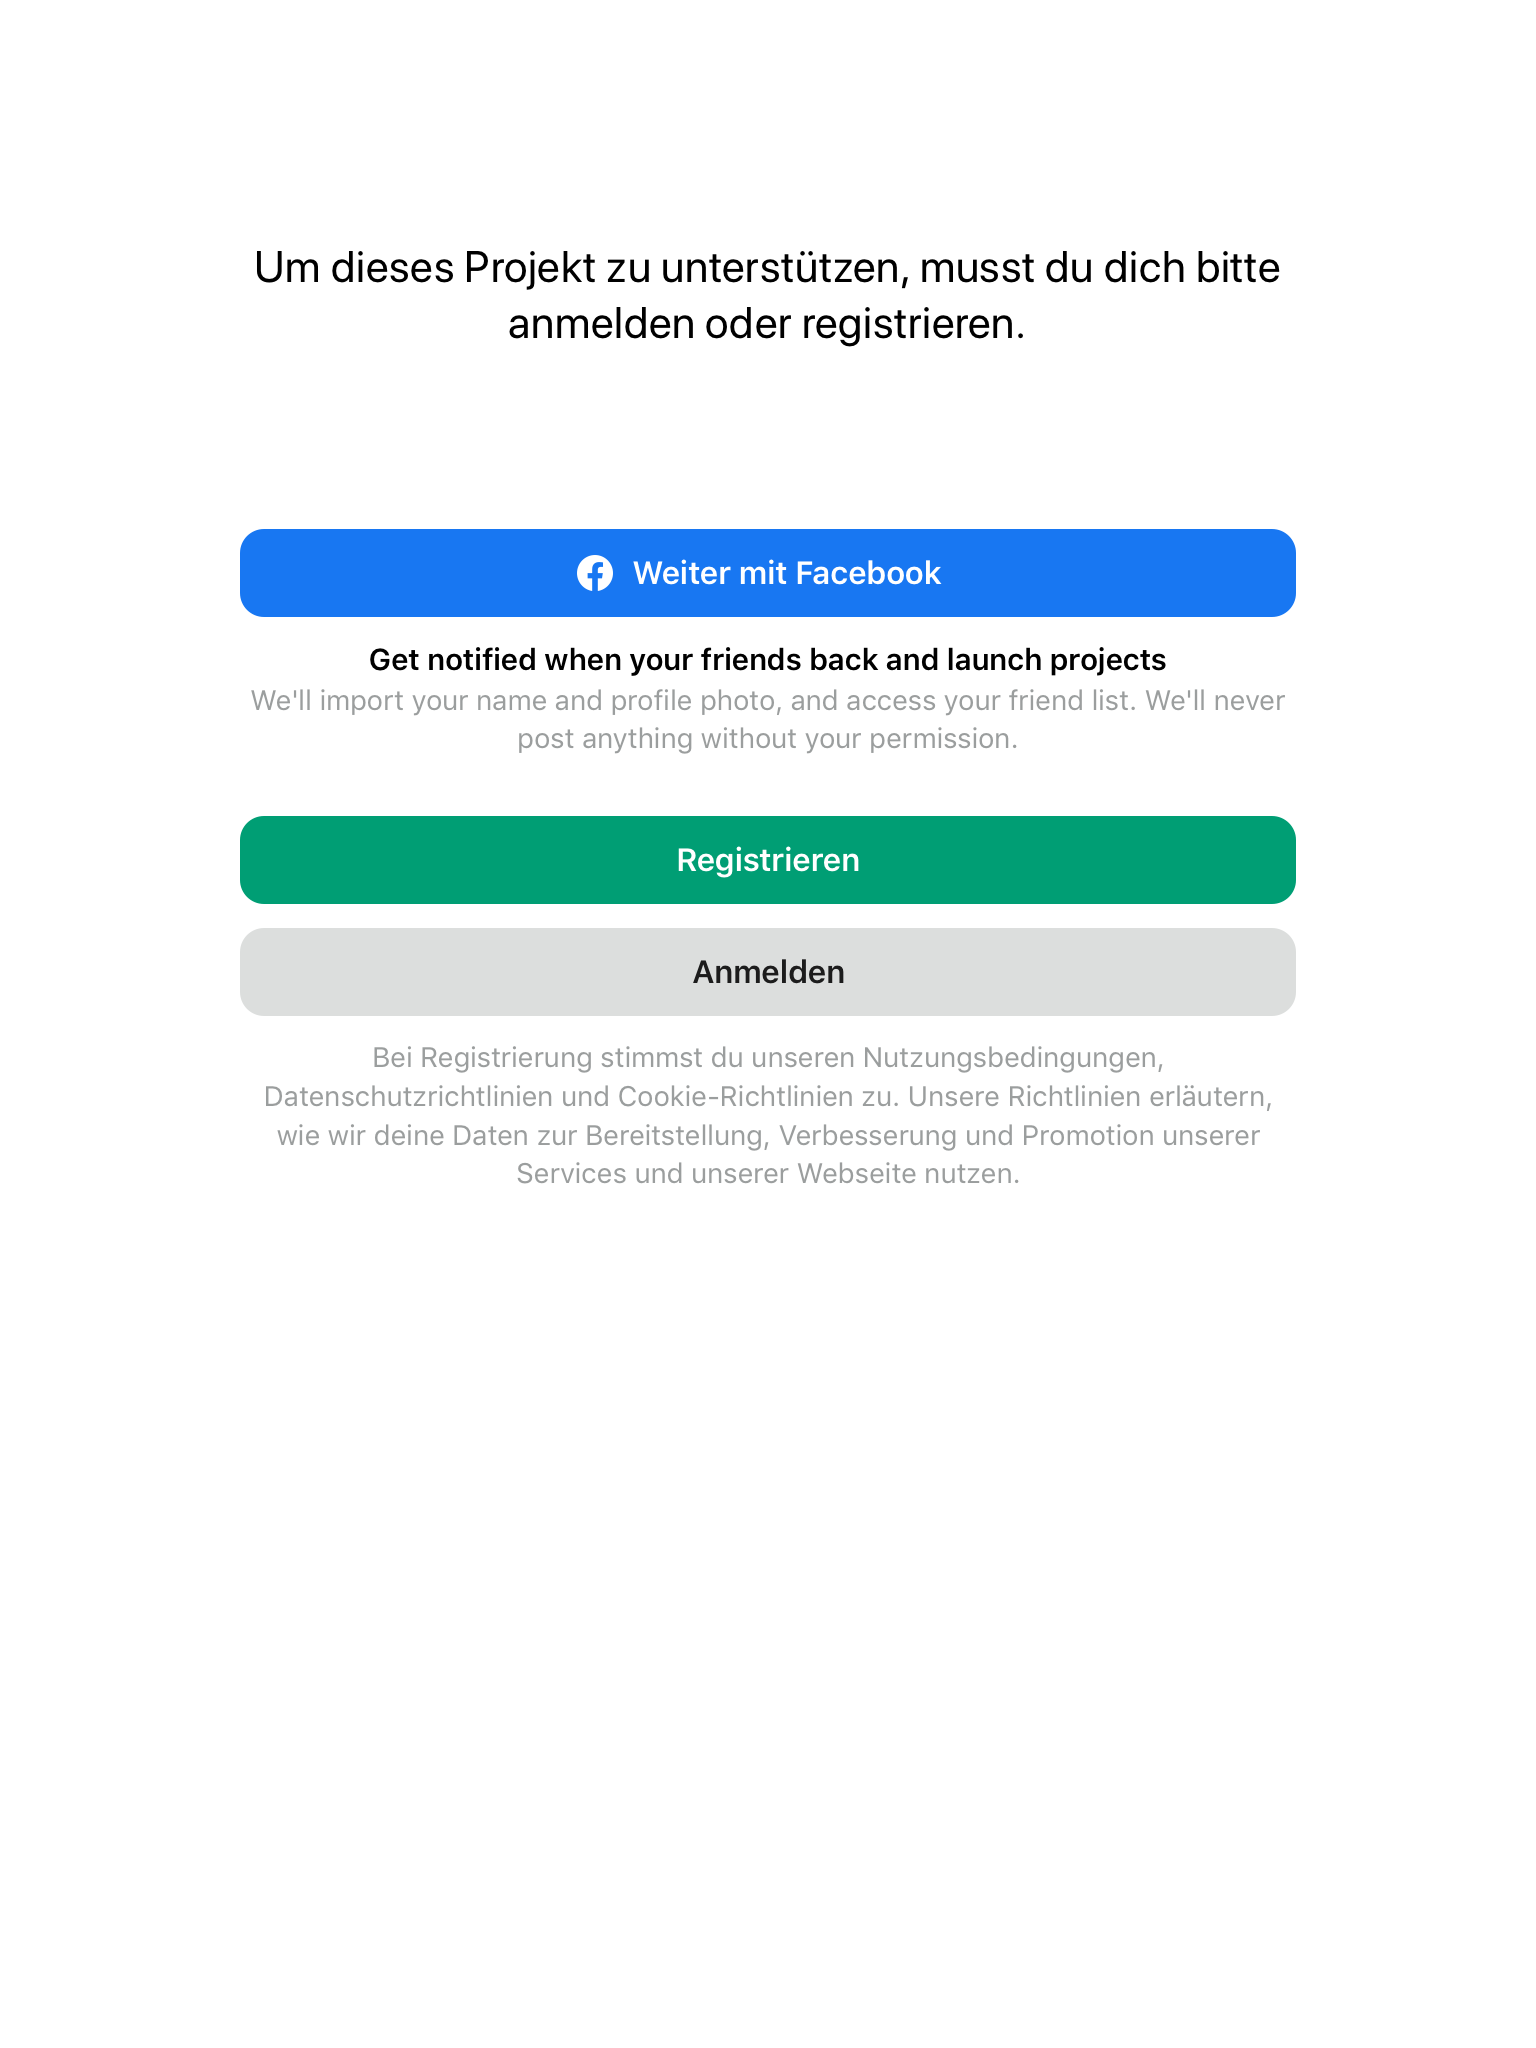 Um dieses Projekt zu unterstützen, musst du dich bitte
anmelden oder registrieren.
Weiter mit Facebook
Get notified when your friends back and launch projects
We'll import your name and profile photo, and access your friend list. We'll never
post anything without your permission.
Registrieren
Anmelden
Bei Registrierung stimmst du unseren Nutzungsbedingungen,
Datenschutzrichtlinien und Cookie-Richtlinien zu. Unsere Richtlinien erläutern,
wie wir deine Daten zur Bereitstellung, Verbesserung und Promotion unserer
Services und unserer Webseite nutzen.